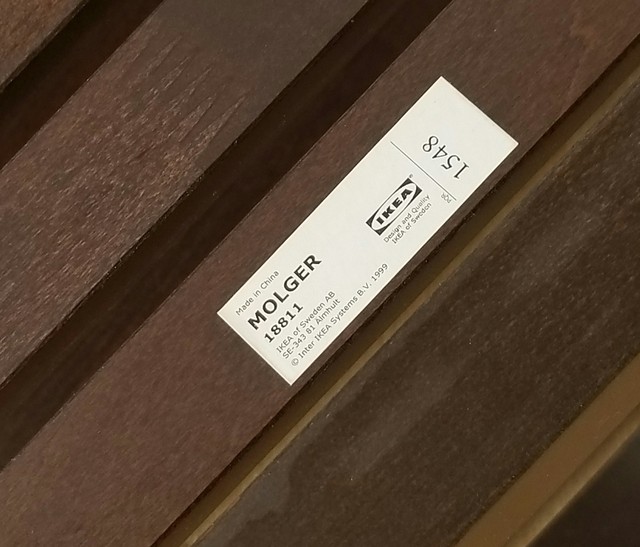 Made in China
MOLGER
18811
IKEA of Sweden AB
SE-343 81 Älmhult
© Inter IKEA Systems B.V. 1999
IKEA®
Design and Quality
IKEA of Sweden
1548